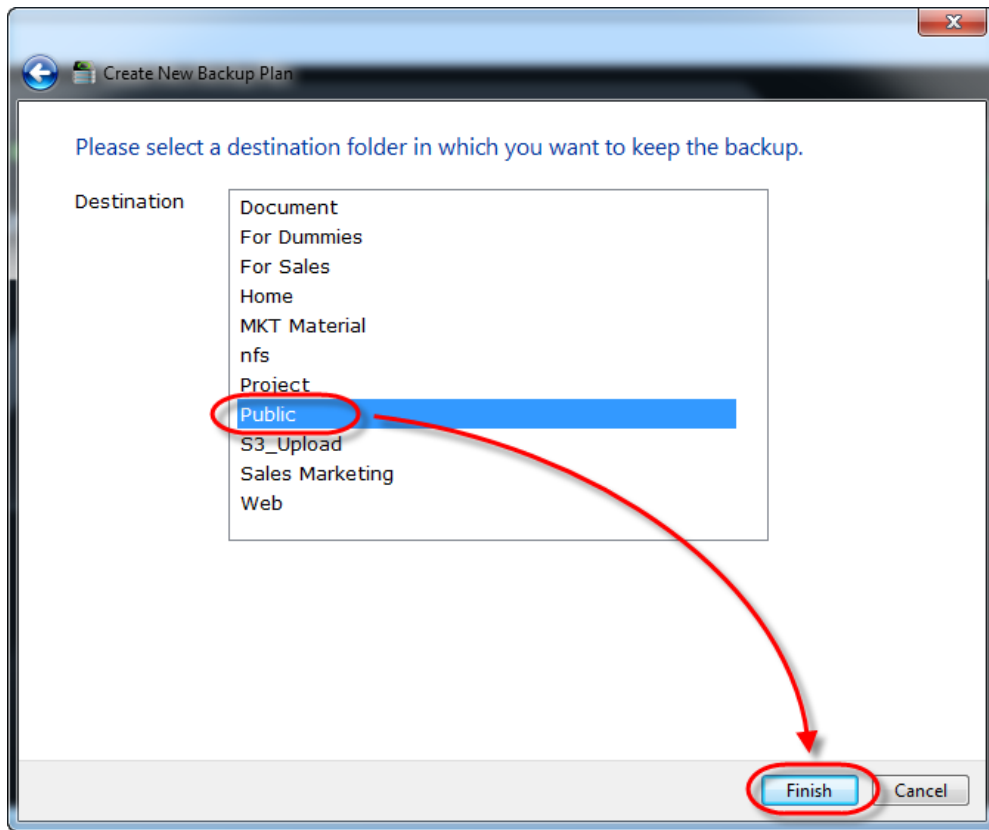 Create New Backup Plan
Please select a destination folder in which you want to keep the backup.
Destination
Document
For Dummies
For Sales
Home
MKT Material
nfs
Project
Public
S3_Upload
Sales Marketing
Web
Finish
Cancel